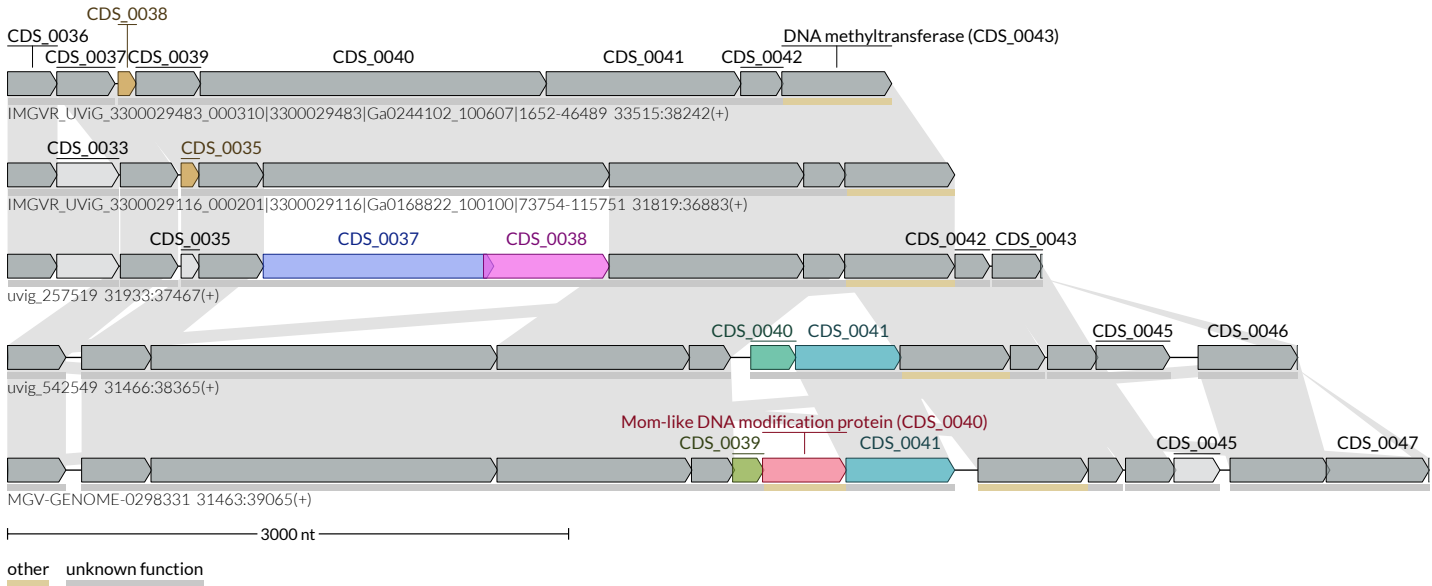 CDS_0038
CDS_0036 DNA methyltransferase (CDS_0043)
CDS_0037 CDS_0039 CDS_0040 CDS_0041 CDS_0042
IMGVR_UViG_3300029483_000310|3300029483|Ga0244102_100607|1652-46489 33515:38242(+)
CDS_0033 CDS_0035
IMGVR_UViG_3300029116_000201|3300029116|Ga0168822_100100|73754-115751 31819:36883(+)
CDS_0035 CDS_0037 CDS_0038 CDS_0042 CDS_0043
uvig_257519 31933:37467(+)
CDS_0040 CDS_0041 CDS_0045 CDS_0046
uvig_542549 31466:38365(+)
Mom-like DNA modification protein (CDS_0040)
CDS_0039 CDS_0041 CDS_0045 CDS_0047
MGV-GENOME-0298331 31463:39065(+)
3000 nt
other unknown function